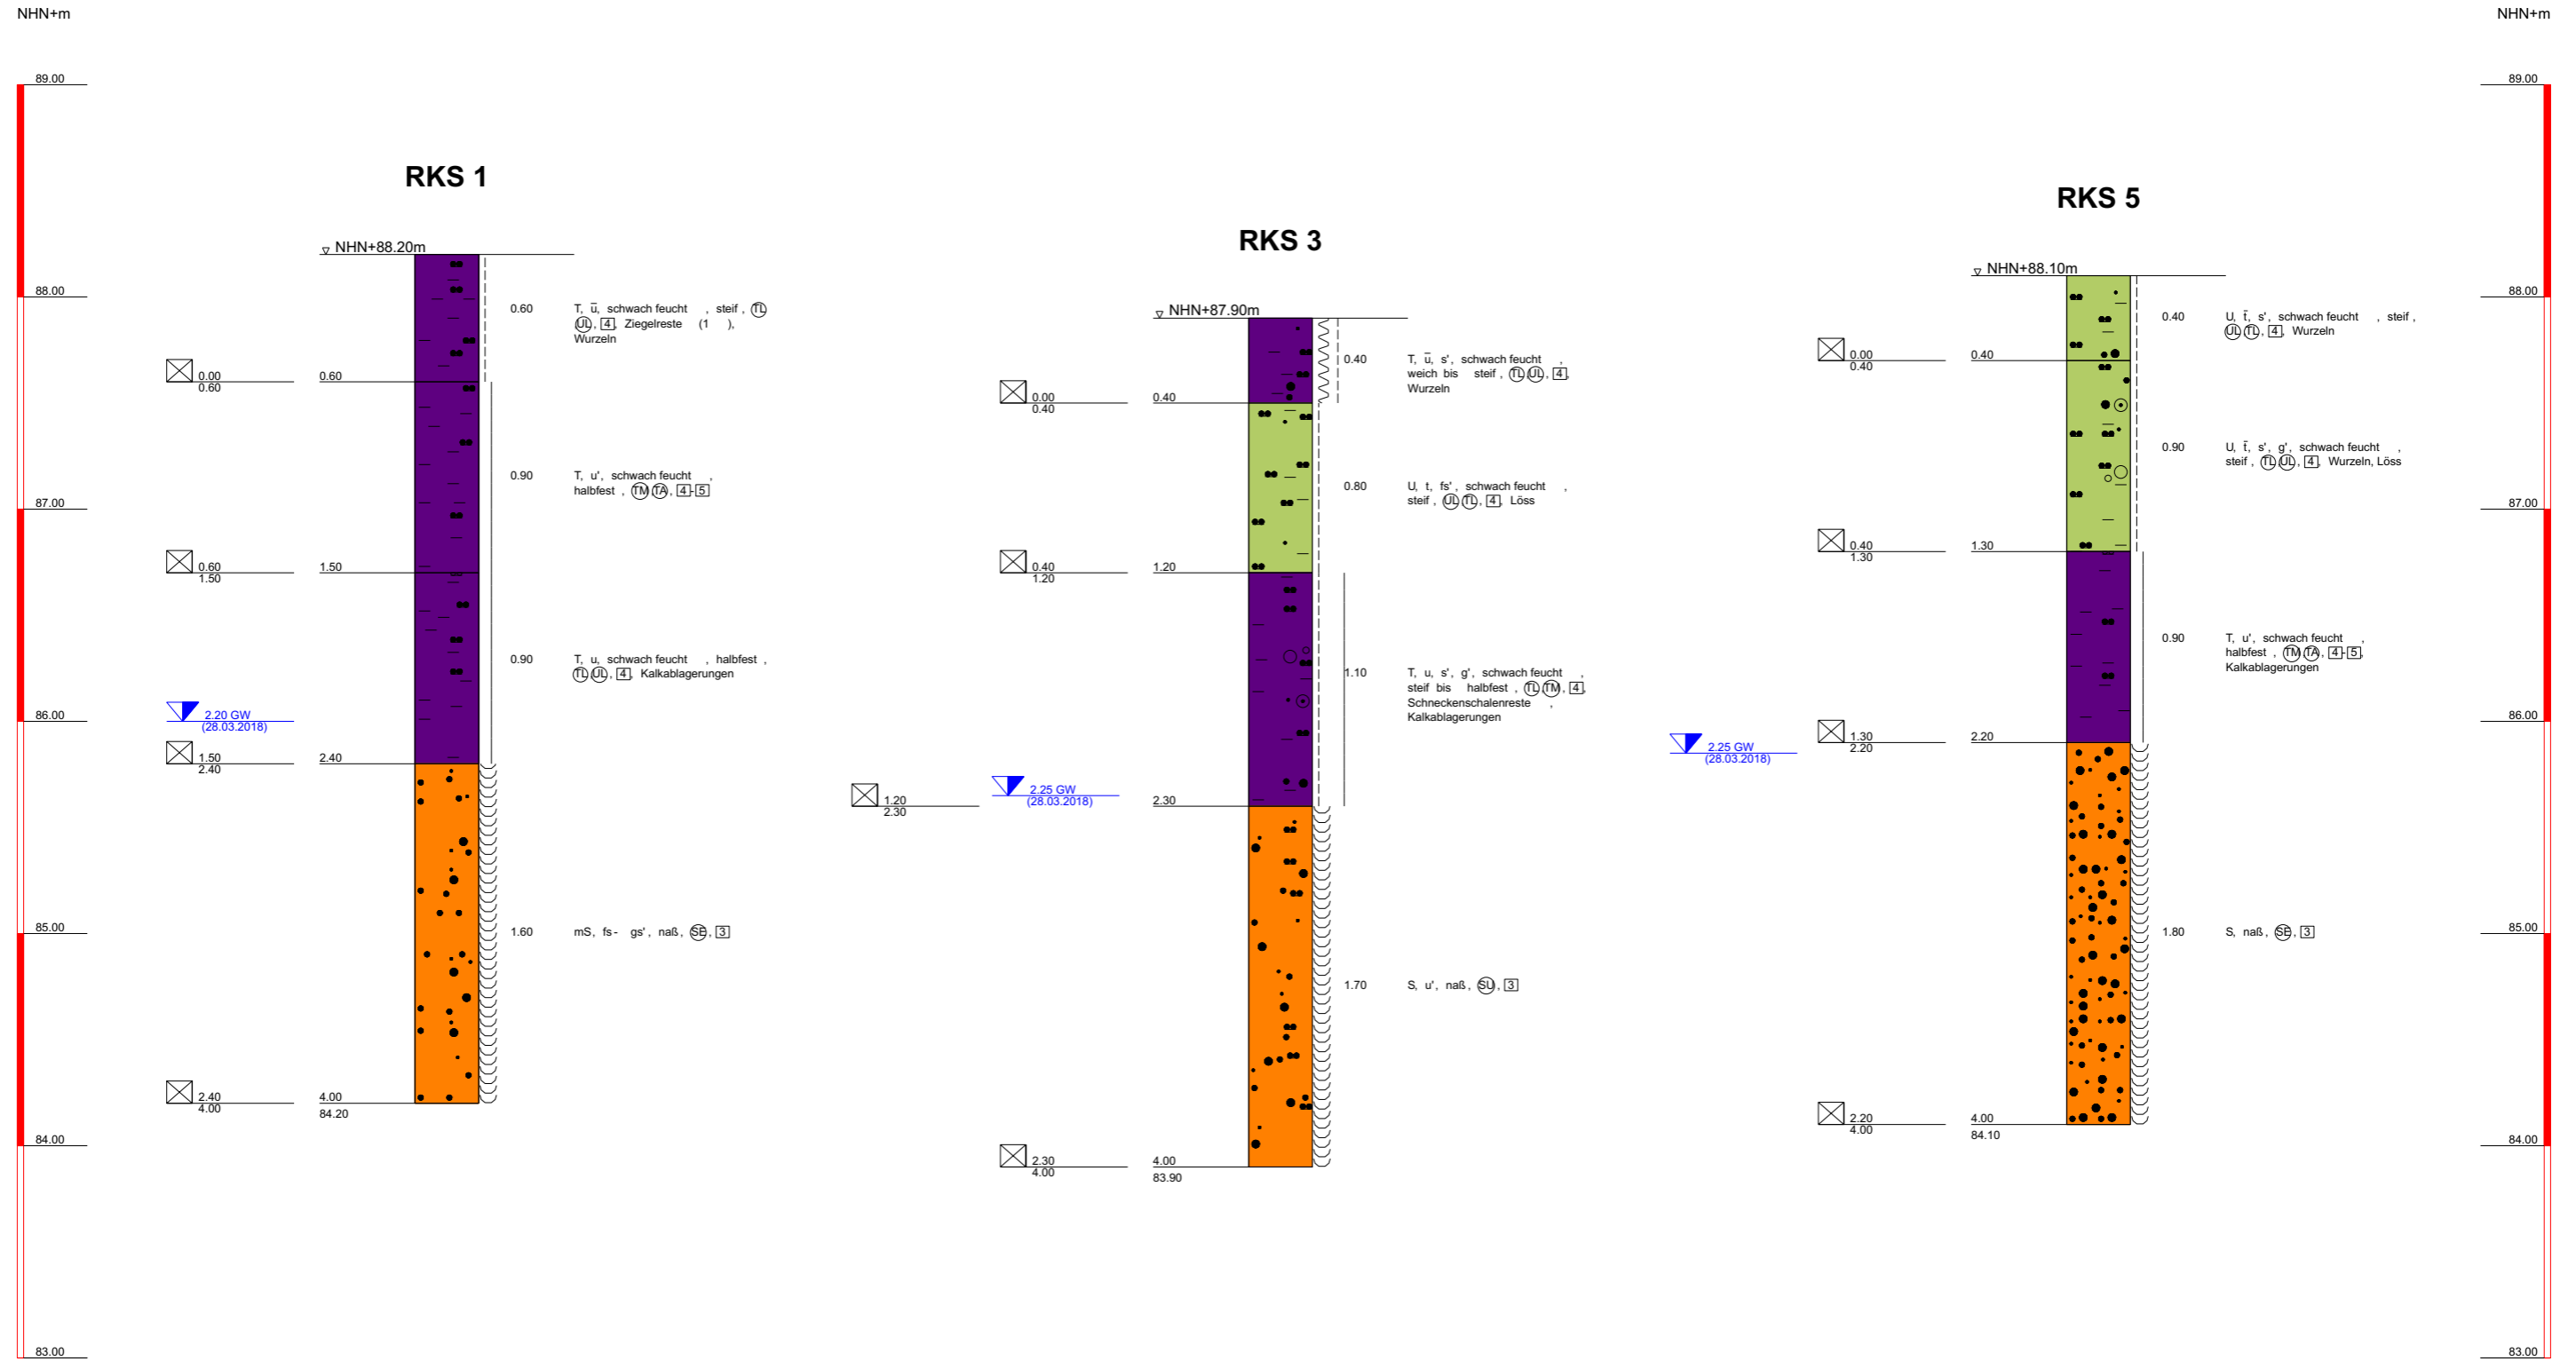 NHN+m
NHN+m
89.00
88.00
87.00
86.00
85.00
84.00
83.00
RKS 1
NHN+88.20m
0.60
T, ū, schwach feucht , steif , TL
UL, 4, Ziegelreste (1 ),
Wurzeln
0.00
0.60
0.60
0.90
T, u', schwach feucht ,
halbfest , TM, TA, 4-5
0.60
1.50
1.50
0.90
T, u, schwach feucht , halbfest ,
TL, UL, 4, Kalkablagerungen
2.20 GW
(28.03.2018)
1.50
2.40
2.40
1.60
mS, fs- gs', naß, SE, 3
2.40
4.00
4.00
84.20
RKS 3
NHN+87.90m
0.40
T, ū, s', schwach feucht ,
weich bis steif , TL, UL, 4,
Wurzeln
0.00
0.40
0.40
0.80
U, t, fs', schwach feucht ,
steif , UL, TL, 4, Löss
0.40
1.20
1.20
1.10
T, u, s', g', schwach feucht ,
steif bis halbfest , TL, TM, 4,
Schneckenschalenreste ,
Kalkablagerungen
1.20
2.30
2.25 GW
(28.03.2018)
2.30
1.70
S, u', naß, SU, 3
2.30
4.00
4.00
83.90
RKS 5
NHN+88.10m
0.40
U, t̄, s', schwach feucht , steif ,
UL, TL, 4, Wurzeln
0.00
0.40
0.40
0.90
U, t̄, s', g', schwach feucht ,
steif , TL, UL, 4, Wurzeln, Löss
0.40
1.30
1.30
0.90
T, u', schwach feucht ,
halbfest , TM, TA, 4-5,
Kalkablagerungen
1.30
2.20
2.20
2.25 GW
(28.03.2018)
1.80
S, naß, SE, 3
2.20
4.00
4.00
84.10
89.00
88.00
87.00
86.00
85.00
84.00
83.00